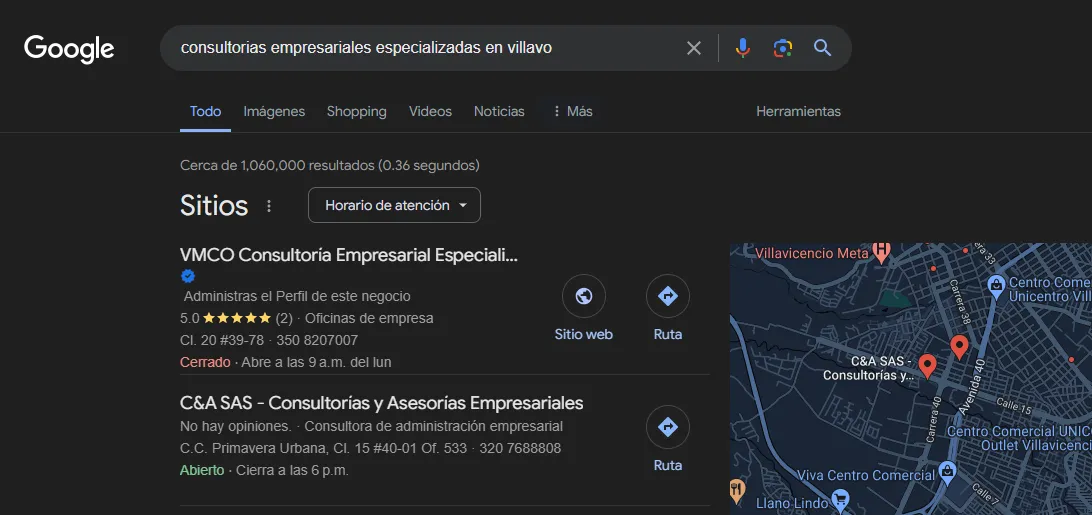 Google
consultorias empresariales especializadas en villavo
Todo
Imágenes
Shopping
Videos
Noticias
Más
Herramientas
Cerca de 1,060,000 resultados (0.36 segundos)
Sitios
Horario de atención
VMCO Consultoría Empresarial Especiali...
Administras el Perfil de este negocio
5.0 (2) · Oficinas de empresa
Cl. 20 #39-78 · 350 8207007
Cerrado · Abre a las 9 a.m. del lun
Sitio web
Ruta
C&A SAS - Consultorías y Asesorías Empresariales
No hay opiniones. · Consultora de administración empresarial
C.C. Primavera Urbana, Cl. 15 #40-01 Of. 533 · 320 7688808
Abierto · Cierra a las 6 p.m.
Ruta
Villavicencio Meta
H
Carrera 33
Centro Come
Unicentro Vill
Carrera 38
C&A SAS -
Consultorías y...
Avenida 40
Carrera 40
Calle 15
Centro Comercial UNIC
Outlet Villavicenci
Viva Centro Comercial
Calle 7
Llano Lindo